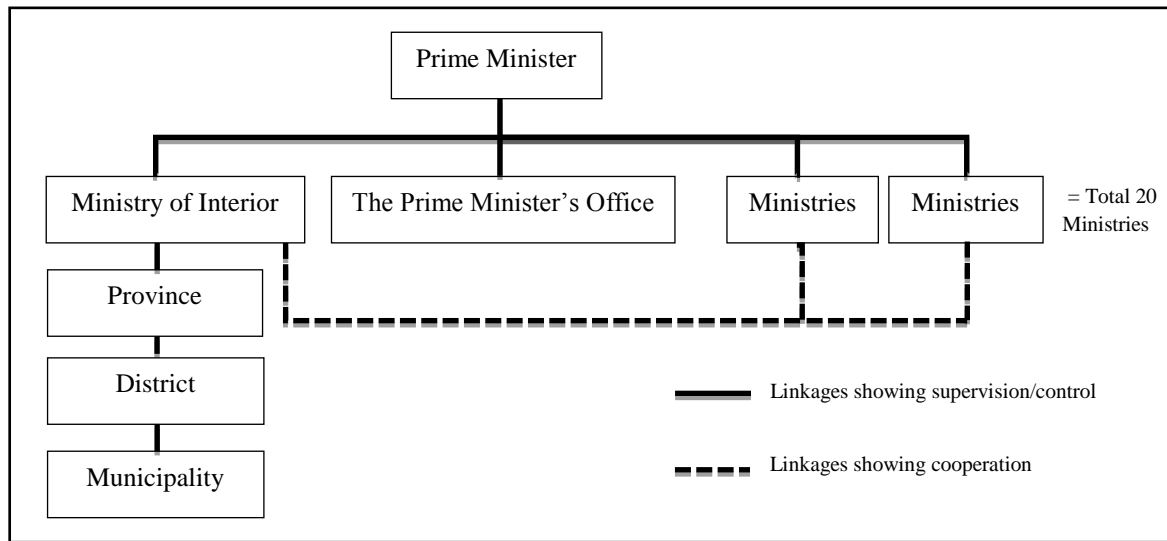 Prime Minister
Ministry of Interior
The Prime Minister’s Office
Ministries
Ministries
= Total 20
Ministries
Province
District
Municipality
Linkages showing supervision/control
Linkages showing cooperation